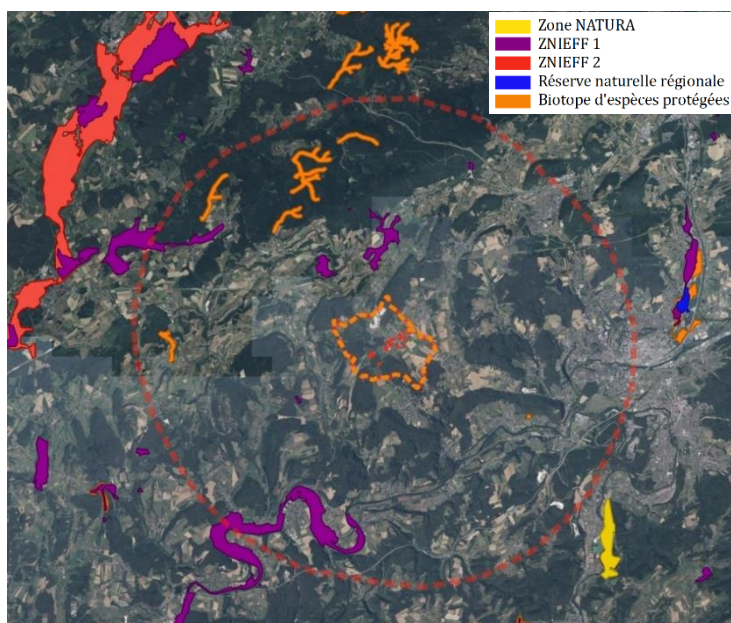 Zone NATURA
ZNIEFF 1
ZNIEFF 2
Réserve naturelle régionale
Biotope d'espèces protégées